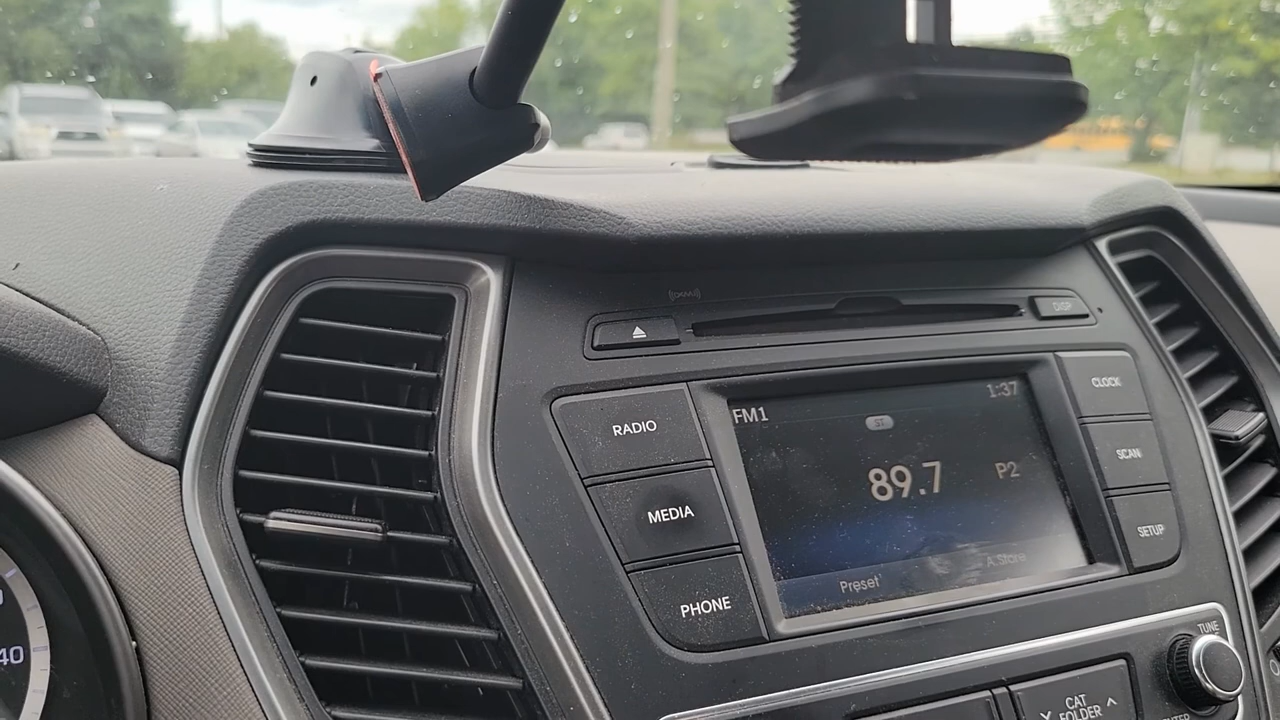 DISP
RADIO
MEDIA
PHONE
FM1
1:37
ST
89.7
P2
Preset
A.Store
CLOCK
SCAN
SETUP
TUNE
CAT
FOLDER
40